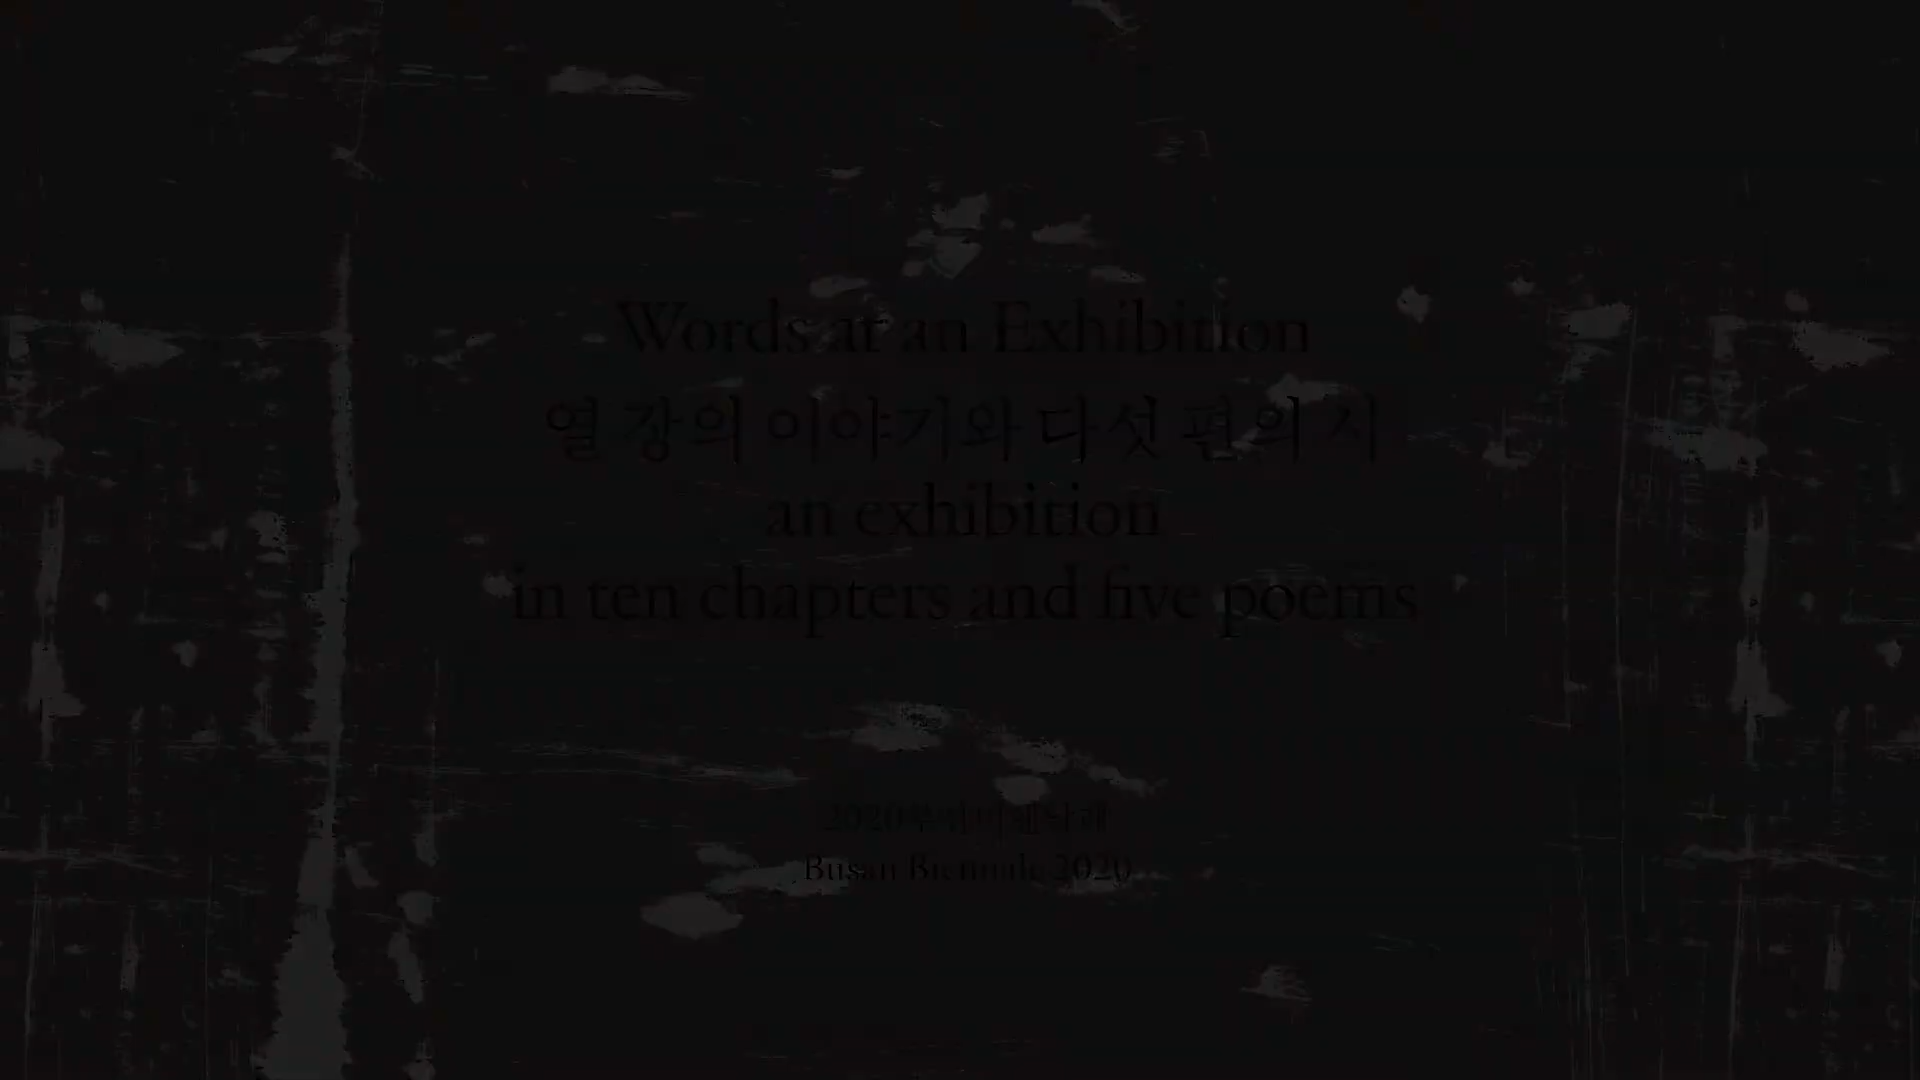 Words at an Exhibition
열 장의 이야기와 다섯 편의 시
an exhibition
in ten chapters and five poems
2020부산비엔날레
Busan Biennale 2020